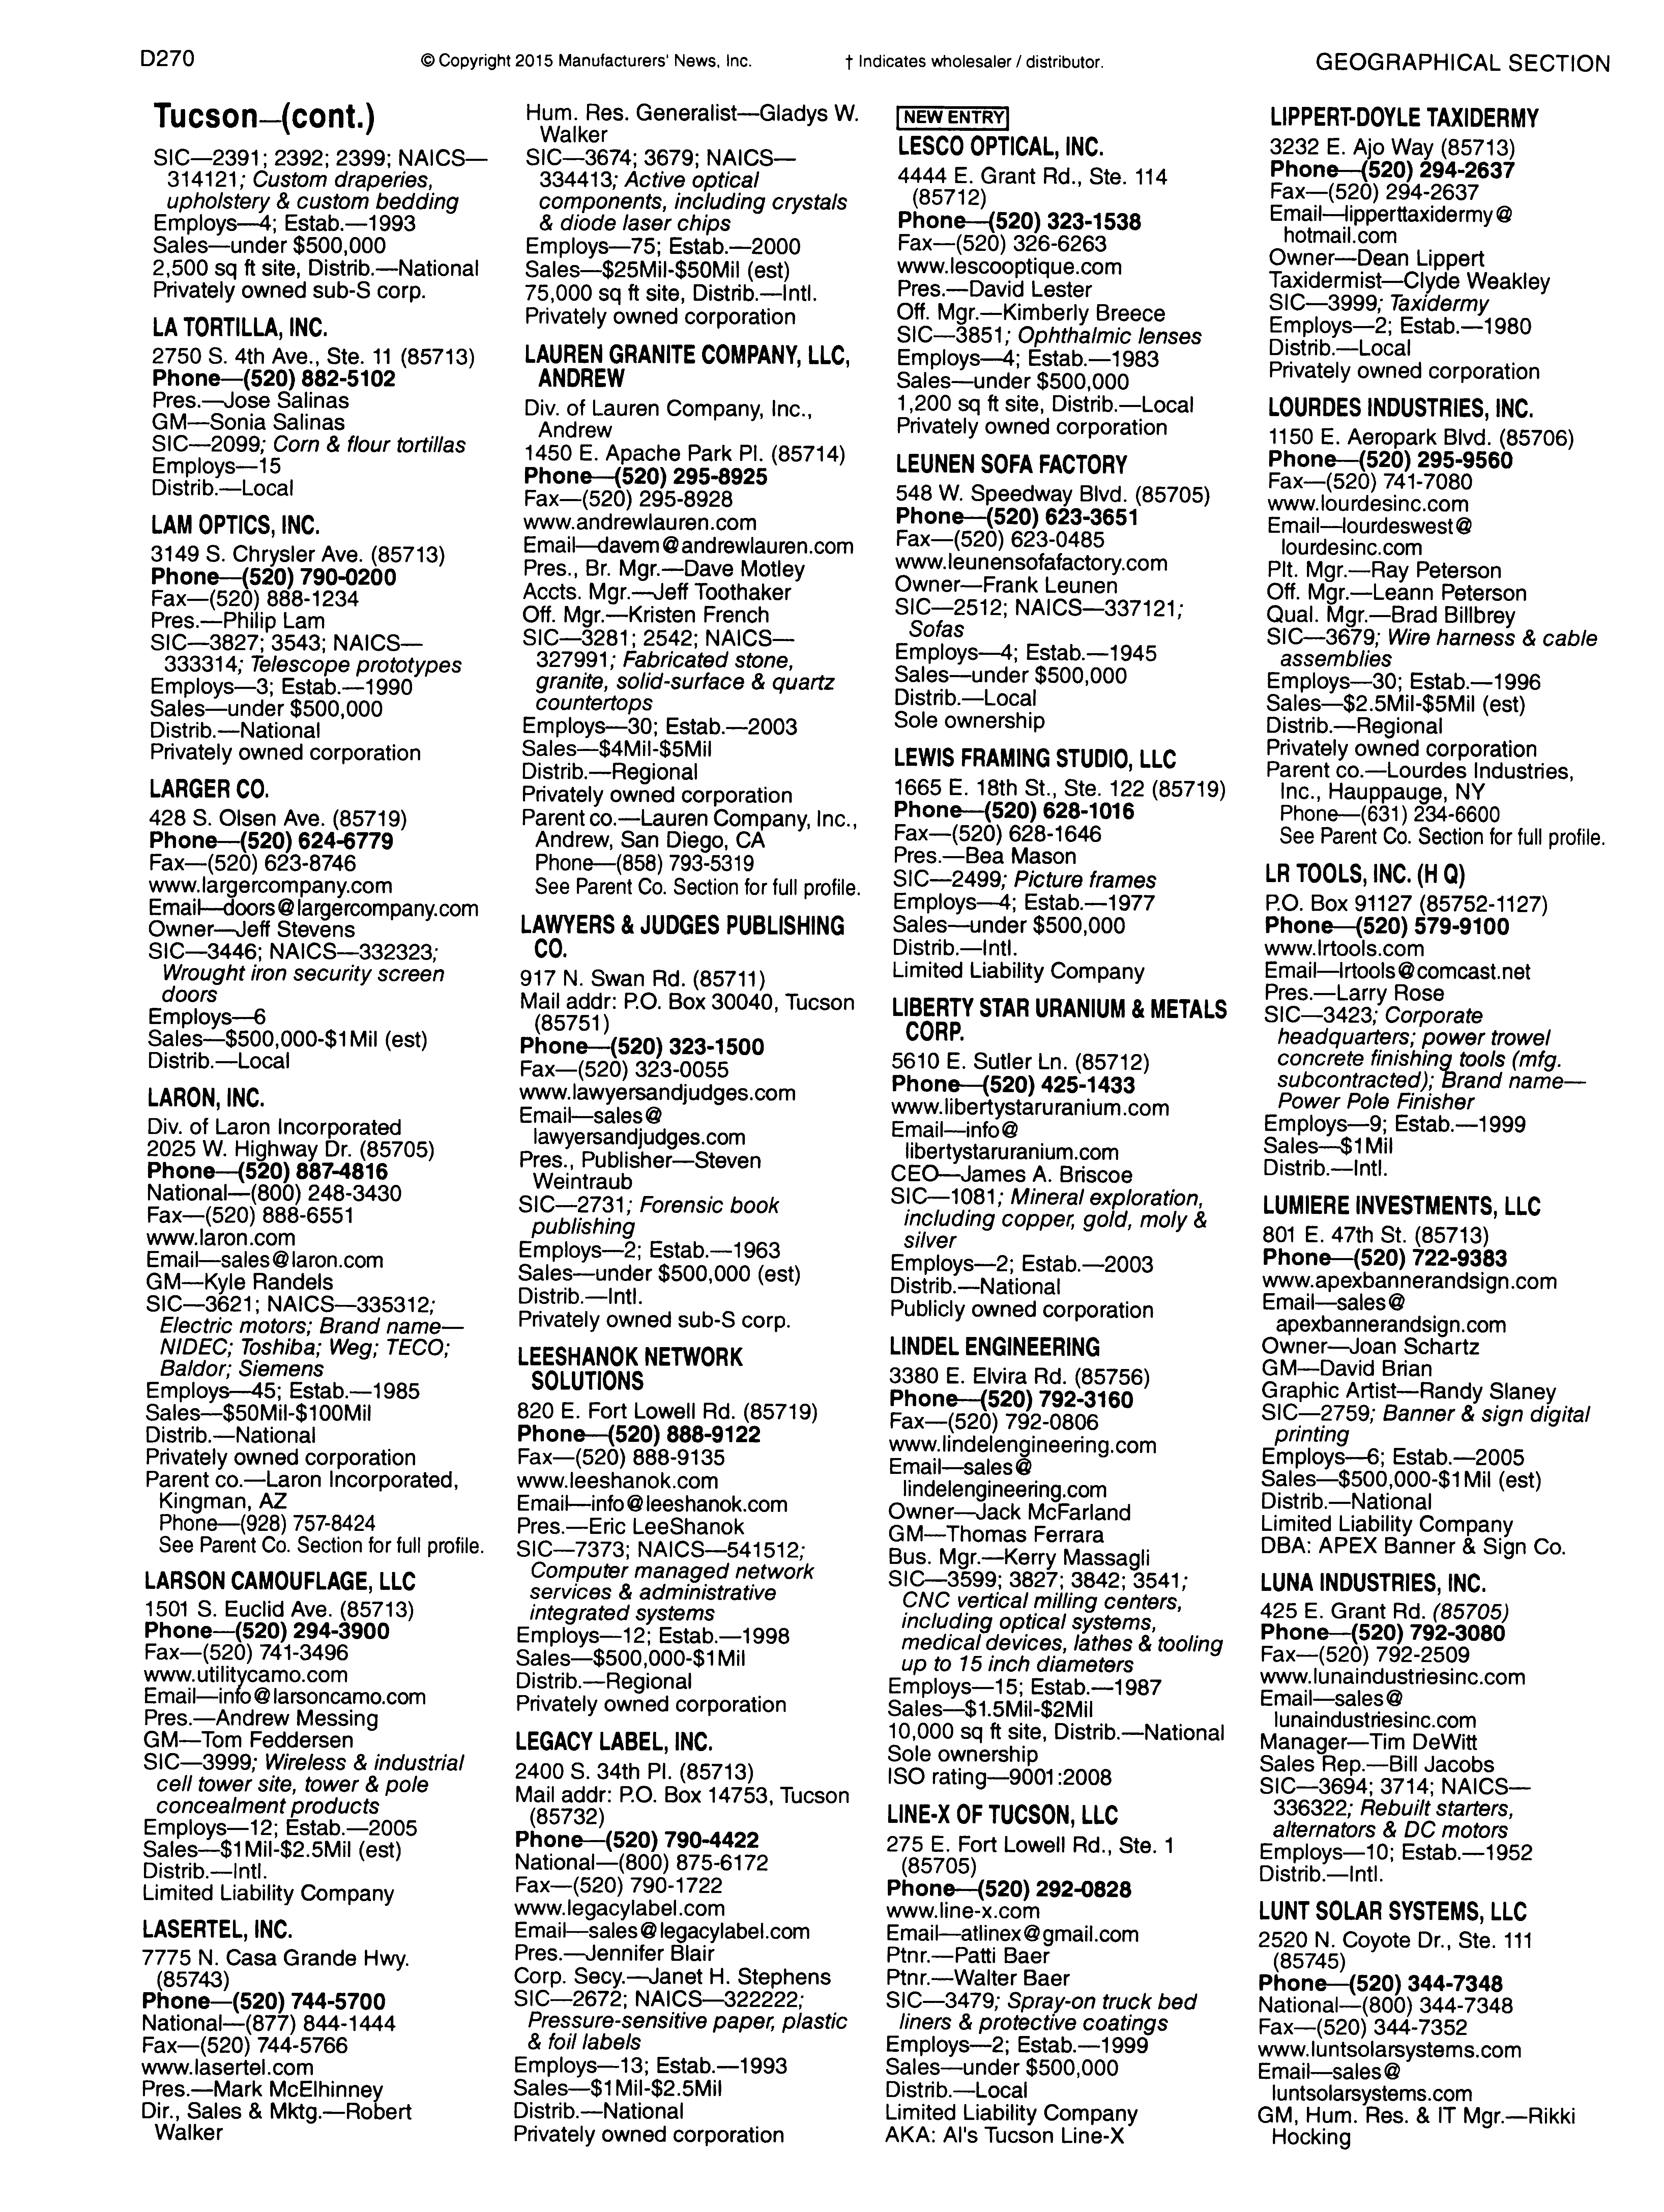 D270
© Copyright 2015 Manufacturers' News, Inc.
† Indicates wholesaler / distributor.
GEOGRAPHICAL SECTION
Tucson—(cont.)
SIC—2391; 2392; 2399; NAICS—
314121; Custom draperies,
upholstery & custom bedding
Employs—4; Estab.—1993
Sales—under $500,000
2,500 sq ft site, Distrib.—National
Privately owned sub-S corp.
LA TORTILLA, INC.
2750 S. 4th Ave., Ste. 11 (85713)
Phone—(520) 882-5102
Pres.—Jose Salinas
GM—Sonia Salinas
SIC—2099; Corn & flour tortillas
Employs—15
Distrib.—Local
LAM OPTICS, INC.
3149 S. Chrysler Ave. (85713)
Phone—(520) 790-0200
Fax—(520) 888-1234
Pres.—Philip Lam
SIC—3827; 3543; NAICS—
333314; Telescope prototypes
Employs—3; Estab.—1990
Sales—under $500,000
Distrib.—National
Privately owned corporation
LARGER CO.
428 S. Olsen Ave. (85719)
Phone—(520) 624-6779
Fax—(520) 623-8746
www.largercompany.com
Email—doors@largercompany.com
Owner—Jeff Stevens
SIC—3446; NAICS—332323;
Wrought iron security screen
doors
Employs—6
Sales—$500,000-$1Mil (est)
Distrib.—Local
LARON, INC.
Div. of Laron Incorporated
2025 W. Highway Dr. (85705)
Phone—(520) 887-4816
National—(800) 248-3430
Fax—(520) 888-6551
www.laron.com
Email—sales@laron.com
GM—Kyle Randels
SIC—3621; NAICS—335312;
Electric motors; Brand name—
NIDEC; Toshiba; Weg; TECO;
Baldor; Siemens
Employs—45; Estab.—1985
Sales—$50Mil-$100Mil
Distrib.—National
Privately owned corporation
Parent co.—Laron Incorporated,
Kingman, AZ
Phone—(928) 757-8424
See Parent Co. Section for full profile.
LARSON CAMOUFLAGE, LLC
1501 S. Euclid Ave. (85713)
Phone—(520) 294-3900
Fax—(520) 741-3496
www.utilitycamo.com
Email—info@larsoncamo.com
Pres.—Andrew Messing
GM—Tom Feddersen
SIC—3999; Wireless & industrial
cell tower site, tower & pole
concealment products
Employs—12; Estab.—2005
Sales—$1Mil-$2.5Mil (est)
Distrib.—Intl.
Limited Liability Company
LASERTEL, INC.
7775 N. Casa Grande Hwy.
(85743)
Phone—(520) 744-5700
National—(877) 844-1444
Fax—(520) 744-5766
www.lasertel.com
Pres.—Mark McElhinney
Dir., Sales & Mktg.—Robert
Walker
Hum. Res. Generalist—Gladys W.
Walker
SIC—3674; 3679; NAICS—
334413; Active optical
components, including crystals
& diode laser chips
Employs—75; Estab.—2000
Sales—$25Mil-$50Mil (est)
75,000 sq ft site, Distrib.—Intl.
Privately owned corporation
LAUREN GRANITE COMPANY, LLC,
ANDREW
Div. of Lauren Company, Inc.,
Andrew
1450 E. Apache Park Pl. (85714)
Phone—(520) 295-8925
Fax—(520) 295-8928
www.andrewlauren.com
Email—davem@andrewlauren.com
Pres., Br. Mgr.—Dave Motley
Accts. Mgr.—Jeff Toothaker
Off. Mgr.—Kristen French
SIC—3281; 2542; NAICS—
327991; Fabricated stone,
granite, solid-surface & quartz
countertops
Employs—30; Estab.—2003
Sales—$4Mil-$5Mil
Distrib.—Regional
Privately owned corporation
Parent co.—Lauren Company, Inc.,
Andrew, San Diego, CA
Phone—(858) 793-5319
See Parent Co. Section for full profile.
LAWYERS & JUDGES PUBLISHING
CO.
917 N. Swan Rd. (85711)
Mail addr: P.O. Box 30040, Tucson
(85751)
Phone—(520) 323-1500
Fax—(520) 323-0055
www.lawyersandjudges.com
Email—sales@
lawyersandjudges.com
Pres., Publisher—Steven
Weintraub
SIC—2731; Forensic book
publishing
Employs—2; Estab.—1963
Sales—under $500,000 (est)
Distrib.—Intl.
Privately owned sub-S corp.
LEESHANOK NETWORK
SOLUTIONS
820 E. Fort Lowell Rd. (85719)
Phone—(520) 888-9122
Fax—(520) 888-9135
www.leeshanok.com
Email—info@leeshanok.com
Pres.—Eric LeeShanok
SIC—7373; NAICS—541512;
Computer managed network
services & administrative
integrated systems
Employs—12; Estab.—1998
Sales—$500,000-$1Mil
Distrib.—Regional
Privately owned corporation
LEGACY LABEL, INC.
2400 S. 34th Pl. (85713)
Mail addr: P.O. Box 14753, Tucson
(85732)
Phone—(520) 790-4422
National—(800) 875-6172
Fax—(520) 790-1722
www.legacylabel.com
Email—sales@legacylabel.com
Pres.—Jennifer Blair
Corp. Secy.—Janet H. Stephens
SIC—2672; NAICS—322222;
Pressure-sensitive paper, plastic
& foil labels
Employs—13; Estab.—1993
Sales—$1Mil-$2.5Mil
Distrib.—National
Privately owned corporation
NEW ENTRY
LESCO OPTICAL, INC.
4444 E. Grant Rd., Ste. 114
(85712)
Phone—(520) 323-1538
Fax—(520) 326-6263
www.lescooptique.com
Pres.—David Lester
Off. Mgr.—Kimberly Breece
SIC—3851; Ophthalmic lenses
Employs—4; Estab.—1983
Sales—under $500,000
1,200 sq ft site, Distrib.—Local
Privately owned corporation
LEUNEN SOFA FACTORY
548 W. Speedway Blvd. (85705)
Phone—(520) 623-3651
Fax—(520) 623-0485
www.leunensofafactory.com
Owner—Frank Leunen
SIC—2512; NAICS—337121;
Sofas
Employs—4; Estab.—1945
Sales—under $500,000
Distrib.—Local
Sole ownership
LEWIS FRAMING STUDIO, LLC
1665 E. 18th St., Ste. 122 (85719)
Phone—(520) 628-1016
Fax—(520) 628-1646
Pres.—Bea Mason
SIC—2499; Picture frames
Employs—4; Estab.—1977
Sales—under $500,000
Distrib.—Intl.
Limited Liability Company
LIBERTY STAR URANIUM & METALS
CORP.
5610 E. Sutler Ln. (85712)
Phone—(520) 425-1433
www.libertystaruranium.com
Email—info@
libertystaruranium.com
CEO—James A. Briscoe
SIC—1081; Mineral exploration,
including copper, gold, moly &
silver
Employs—2; Estab.—2003
Distrib.—National
Publicly owned corporation
LINDEL ENGINEERING
3380 E. Elvira Rd. (85756)
Phone—(520) 792-3160
Fax—(520) 792-0806
www.lindelengineering.com
Email—sales@
lindelengineering.com
Owner—Jack McFarland
GM—Thomas Ferrara
Bus. Mgr.—Kerry Massagli
SIC—3599; 3827; 3842; 3541;
CNC vertical milling centers,
including optical systems,
medical devices, lathes & tooling
up to 15 inch diameters
Employs—15; Estab.—1987
Sales—$1.5Mil-$2Mil
10,000 sq ft site, Distrib.—National
Sole ownership
ISO rating—9001:2008
LINE-X OF TUCSON, LLC
275 E. Fort Lowell Rd., Ste. 1
(85705)
Phone—(520) 292-0828
www.line-x.com
Email—atlinex@gmail.com
Ptnr.—Patti Baer
Ptnr.—Walter Baer
SIC—3479; Spray-on truck bed
liners & protective coatings
Employs—2; Estab.—1999
Sales—under $500,000
Distrib.—Local
Limited Liability Company
AKA: Al's Tucson Line-X
LIPPERT-DOYLE TAXIDERMY
3232 E. Ajo Way (85713)
Phone—(520) 294-2637
Fax—(520) 294-2637
Email—lipperttaxidermy@
hotmail.com
Owner—Dean Lippert
Taxidermist—Clyde Weakley
SIC—3999; Taxidermy
Employs—2; Estab.—1980
Distrib.—Local
Privately owned corporation
LOURDES INDUSTRIES, INC.
1150 E. Aeropark Blvd. (85706)
Phone—(520) 295-9560
Fax—(520) 741-7080
www.lourdesinc.com
Email—lourdeswest@
lourdesinc.com
Plt. Mgr.—Ray Peterson
Off. Mgr.—Leann Peterson
Qual. Mgr.—Brad Billbrey
SIC—3679; Wire harness & cable
assemblies
Employs—30; Estab.—1996
Sales—$2.5Mil-$5Mil (est)
Distrib.—Regional
Privately owned corporation
Parent co.—Lourdes Industries,
Inc., Hauppauge, NY
Phone—(631) 234-6600
See Parent Co. Section for full profile.
LR TOOLS, INC. (H Q)
P.O. Box 91127 (85752-1127)
Phone—(520) 579-9100
www.lrtools.com
Email—lrtools@comcast.net
Pres.—Larry Rose
SIC—3423; Corporate
headquarters; power trowel
concrete finishing tools (mfg.
subcontracted); Brand name—
Power Pole Finisher
Employs—9; Estab.—1999
Sales—$1Mil
Distrib.—Intl.
LUMIERE INVESTMENTS, LLC
801 E. 47th St. (85713)
Phone—(520) 722-9383
www.apexbannerandsign.com
Email—sales@
apexbannerandsign.com
Owner—Joan Schartz
GM—David Brian
Graphic Artist—Randy Slaney
SIC—2759; Banner & sign digital
printing
Employs—6; Estab.—2005
Sales—$500,000-$1Mil (est)
Distrib.—National
Limited Liability Company
DBA: APEX Banner & Sign Co.
LUNA INDUSTRIES, INC.
425 E. Grant Rd. (85705)
Phone—(520) 792-3080
Fax—(520) 792-2509
www.lunaindustriesinc.com
Email—sales@
lunaindustriesinc.com
Manager—Tim DeWitt
Sales Rep.—Bill Jacobs
SIC—3694; 3714; NAICS—
336322; Rebuilt starters,
alternators & DC motors
Employs—10; Estab.—1952
Distrib.—Intl.
LUNT SOLAR SYSTEMS, LLC
2520 N. Coyote Dr., Ste. 111
(85745)
Phone—(520) 344-7348
National—(800) 344-7348
Fax—(520) 344-7352
www.luntsolarsystems.com
Email—sales@
luntsolarsystems.com
GM, Hum. Res. & IT Mgr.—Rikki
Hocking